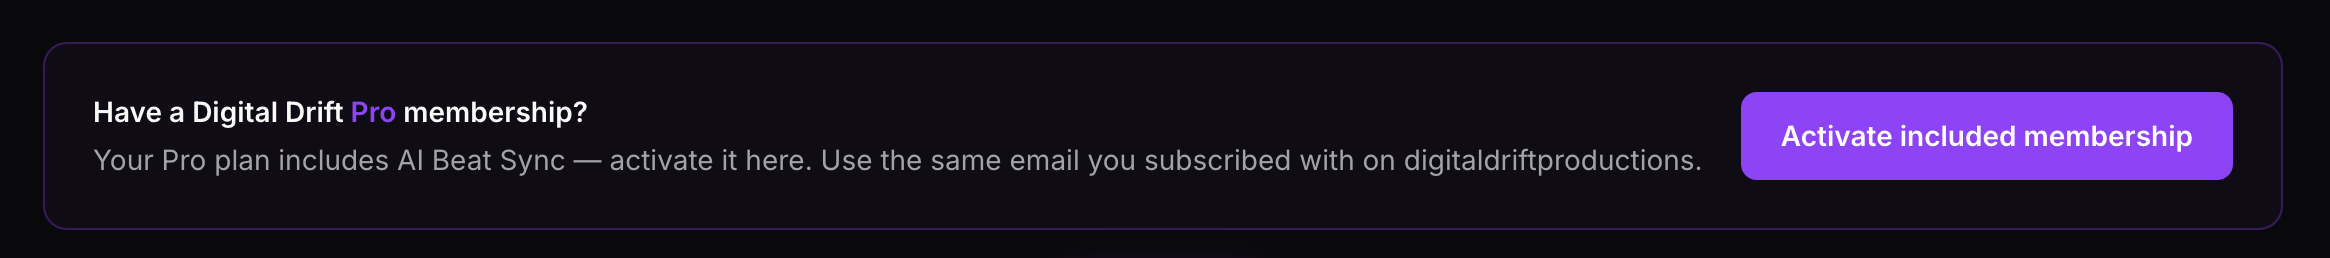 Have a Digital Drift Pro membership?
Your Pro plan includes AI Beat Sync — activate it here. Use the same email you subscribed with on digitaldriftproductions.
Activate included membership